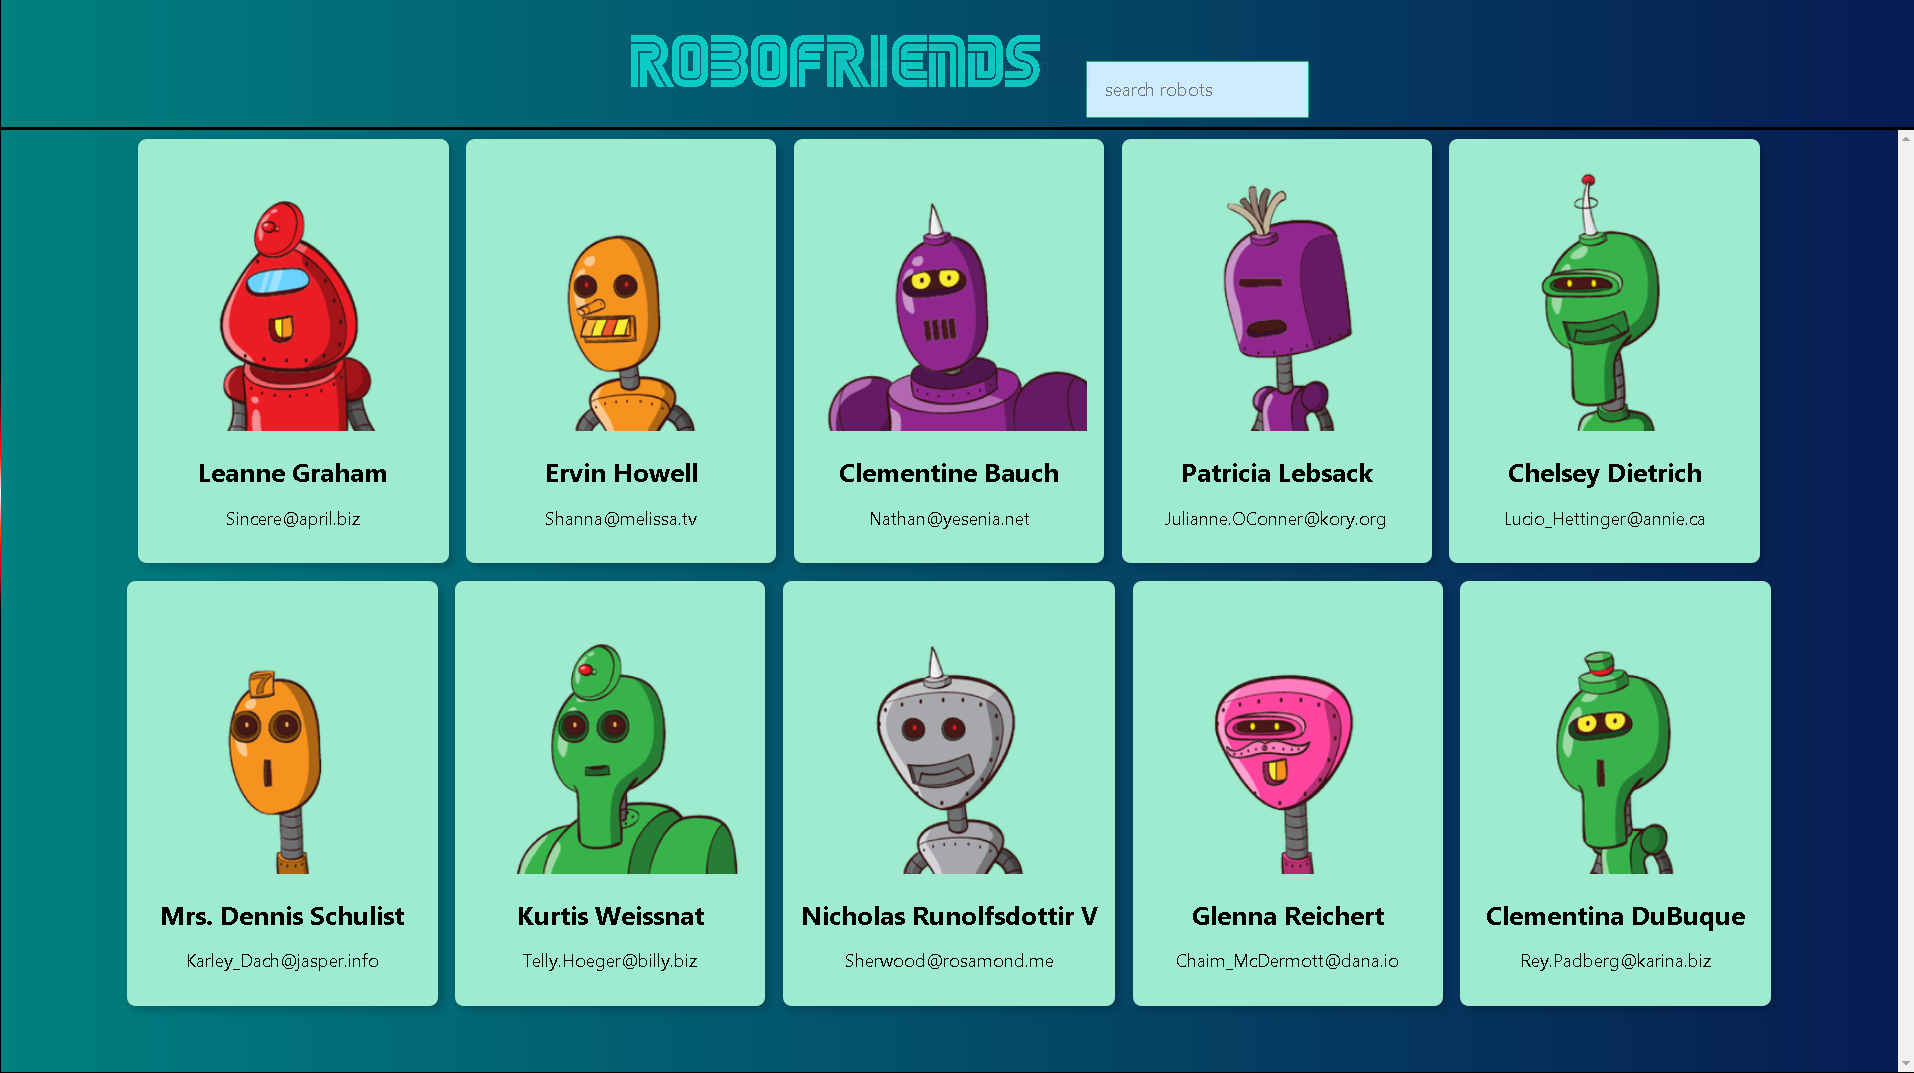 ROBOFRIENDS
search robots
Leanne Graham
Sincere@april.biz
Ervin Howell
Shanna@melissa.tv
Clementine Bauch
Nathan@yesenia.net
Patricia Lebsack
Julianne.OConner@kory.org
Chelsey Dietrich
Lucio_Hettinger@annie.ca
7
Mrs. Dennis Schulist
Karley_Dach@jasper.info
Kurtis Weissnat
Telly.Hoeger@billy.biz
Nicholas Runolfsdottir V
Sherwood@rosamond.me
Glenna Reichert
Chaim_McDermott@dana.io
Clementina DuBuque
Rey.Padberg@karina.biz